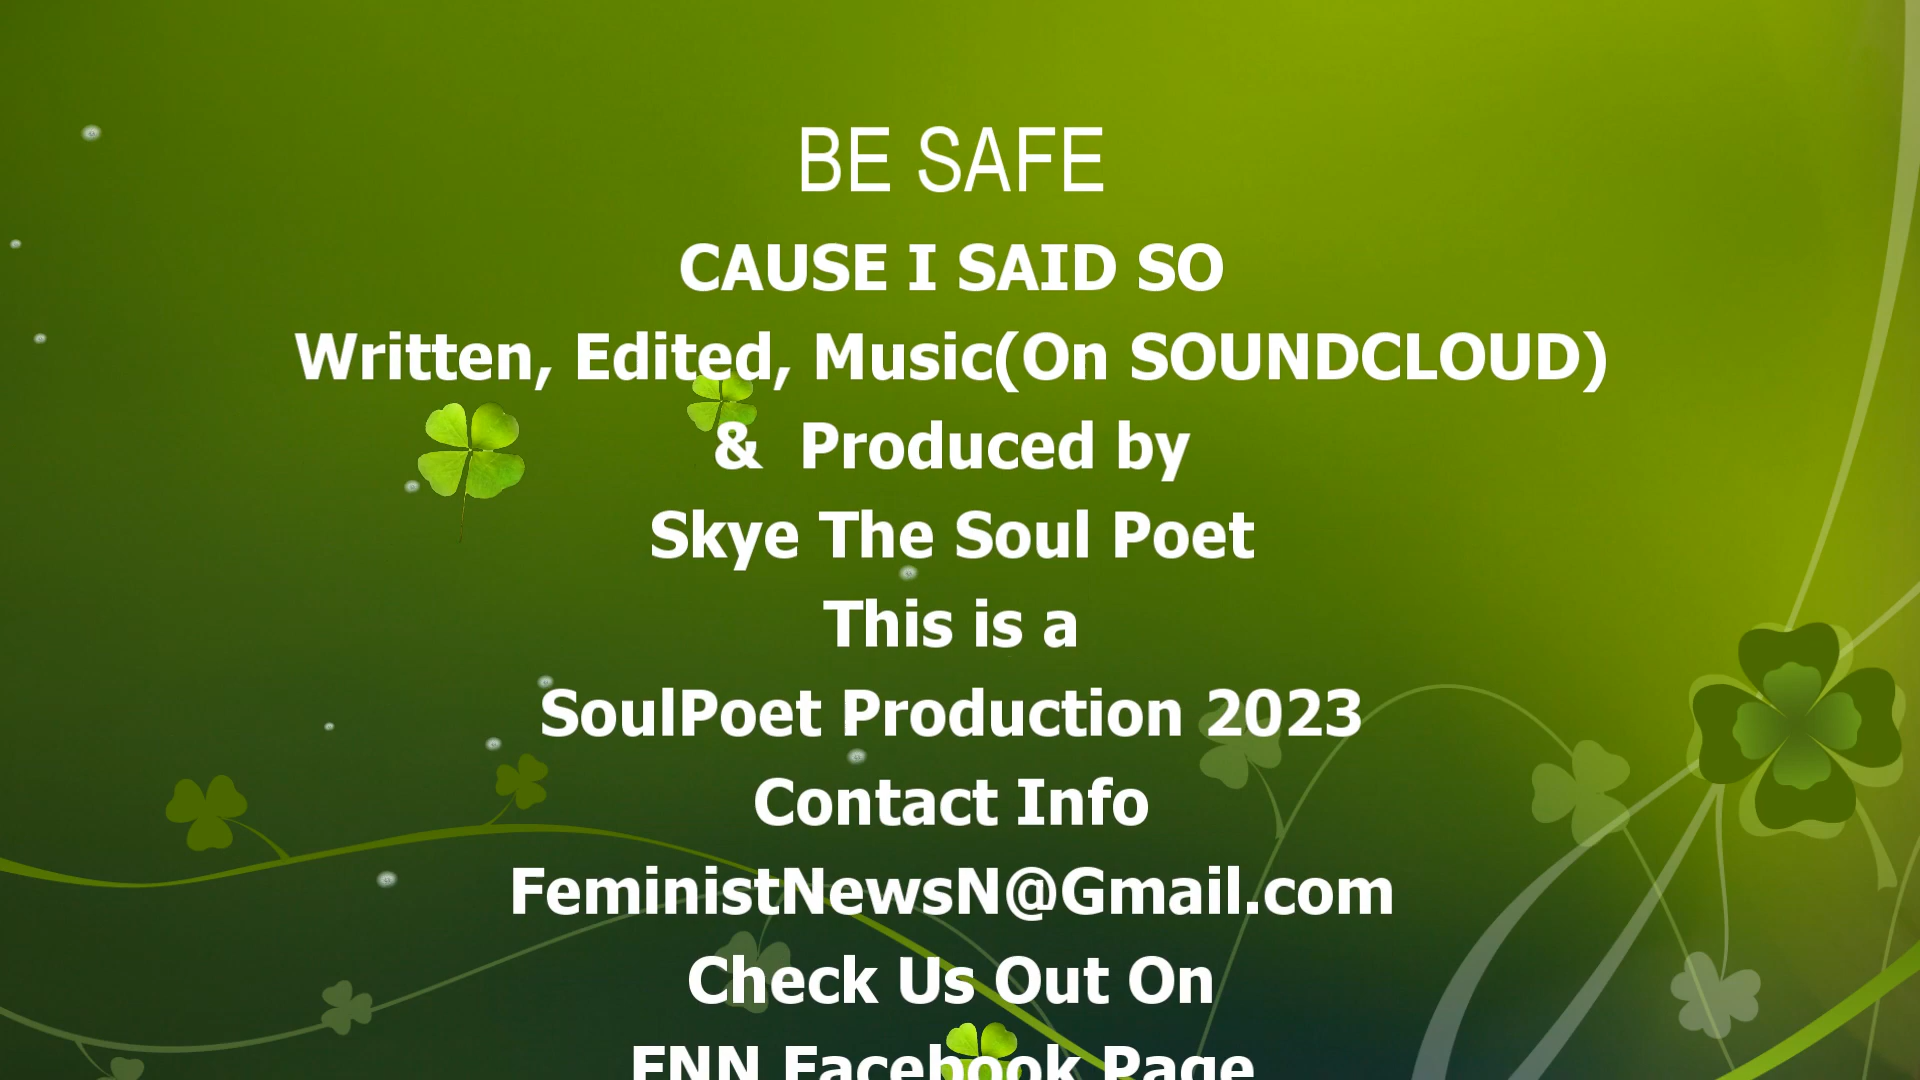 BE SAFE
CAUSE I SAID SO
Written, Edited, Music(On SOUNDCLOUD)
&  Produced by
Skye The Soul Poet
This is a
SoulPoet Production 2023
Contact Info
FeministNewsN@Gmail.com
Check Us Out On
FNN Facebook Page